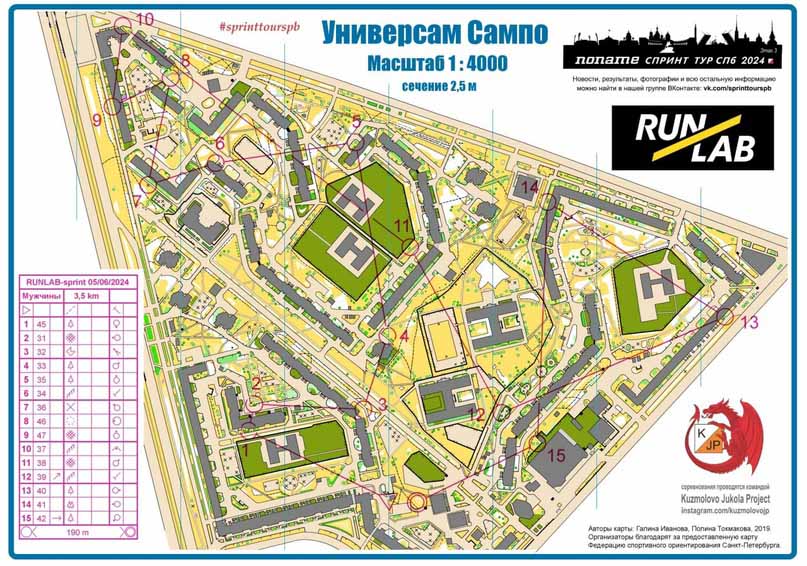 10
#sprinttourspb
Универсам Сампо
Масштаб 1 : 4000
сечение 2,5 м
Этап 3
noname СПРИНТ ТУР СПб 2024
Новости, результаты, фотографии и всю остальную информацию
можно найти в нашей группе ВКонтакте: vk.com/sprinttourspb
RUN
LAB
8
9
5
6
7
14
11
13
4
3
2
1
12
15
RUNLAB-sprint 05/06/2024
Мужчины 3,5 km
1 45
2 31
3 32
4 33
5 35
6 34
7 36
8 46
9 47
10 37
11 38
12 39
13 40
14 41
15 42
190 m
K
JP
соревнования проводятся командой
Kuzmolovo Jukola Project
instagram.com/kuzmolovojp
Авторы карты: Галина Иванова, Полина Токмакова, 2019.
Организаторы благодарят за предоставленную карту
Федерацию спортивного ориентирования Санкт-Петербурга.